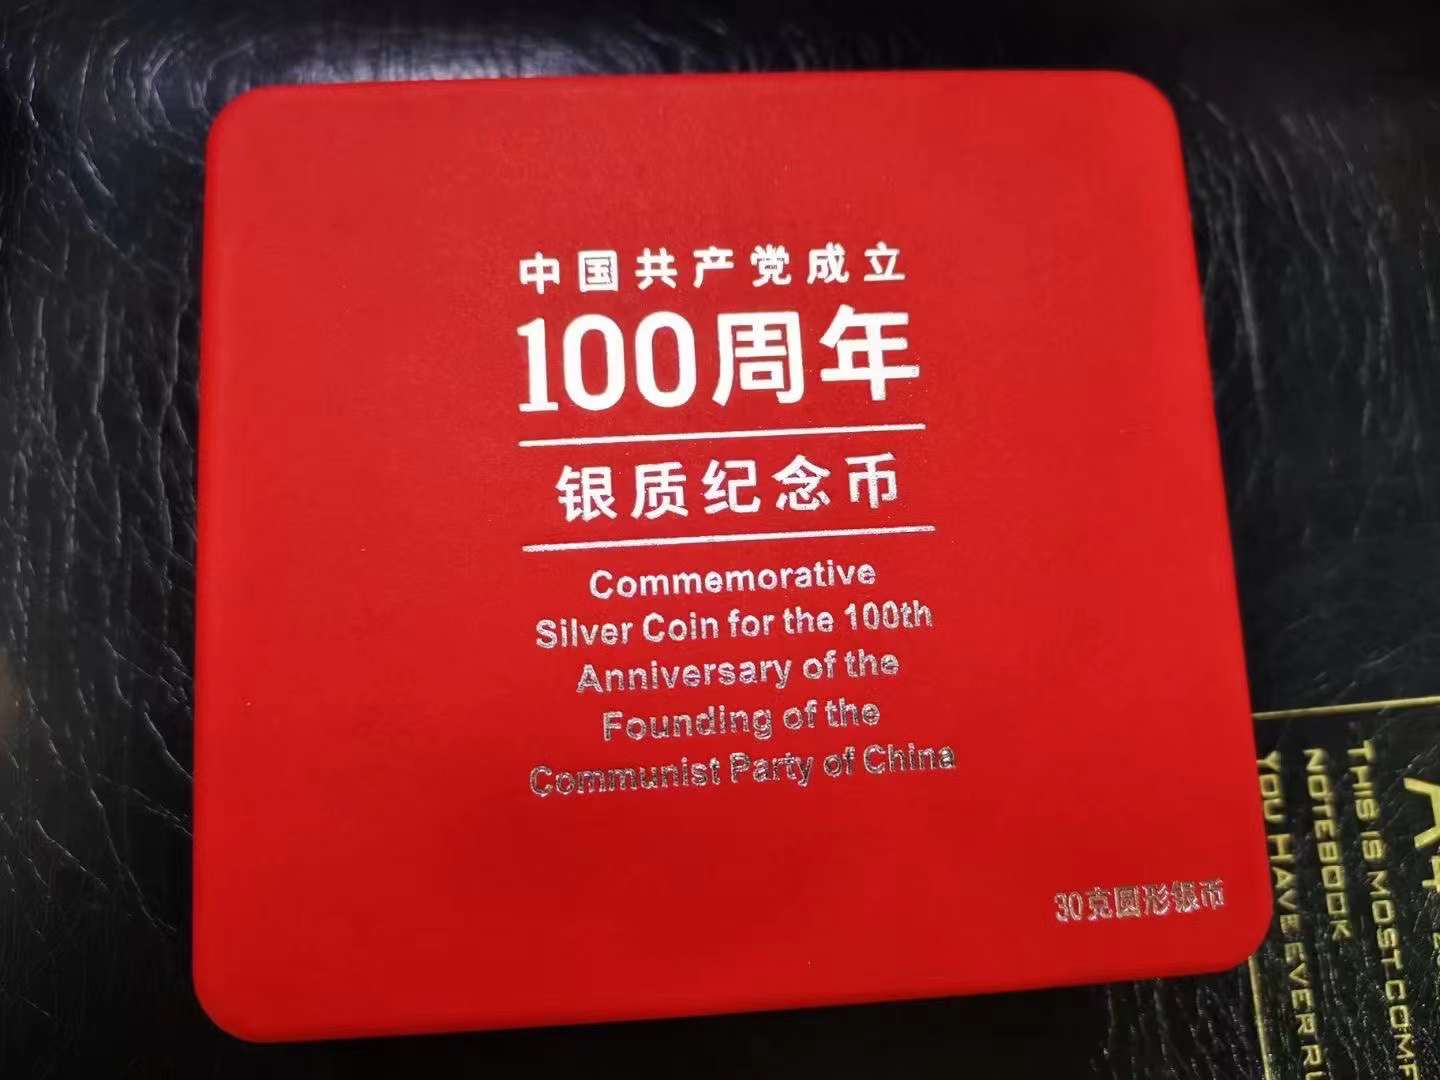 中国共产党成立
100周年
银质纪念币
Commemorative
Silver Coin for the 100th
Anniversary of the
Founding of the
Communist Party of China
30克圆形银币
THIS IS MOST COMF
NOTEBOOK
YOU HAVE EVER RU